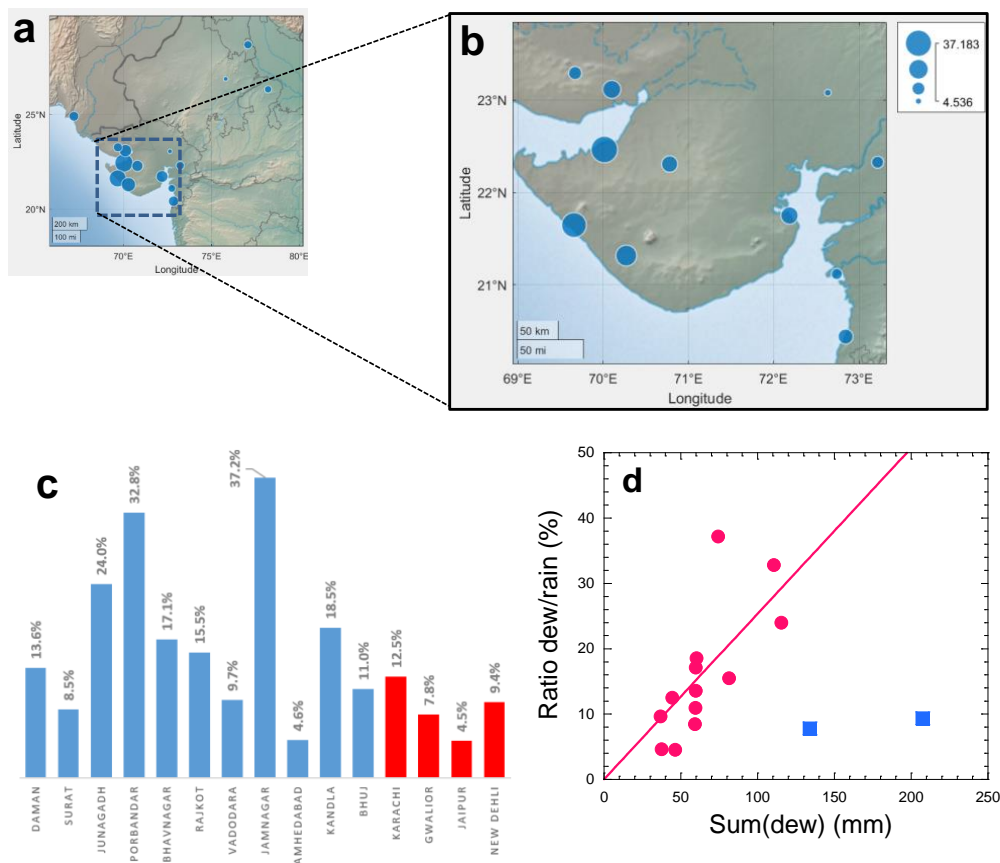 a
25°N
20°N
Latitude
200 km
100 mi
70°E
75°E
80°E
Longitude
b
37.183
4.536
23°N
22°N
21°N
Latitude
50 km
50 mi
69°E
70°E
71°E
72°E
73°E
Longitude
c
13.6%
8.5%
24.0%
32.8%
17.1%
15.5%
9.7%
37.2%
4.6%
18.5%
11.0%
12.5%
7.8%
4.5%
9.4%
DAMAN
SURAT
JUNAGADH
PORBANDAR
BHAVNAGAR
RAJKOT
VADODARA
JAMNAGAR
AMHEDABAD
KANDLA
BHUJ
KARACHI
GWALIOR
JAIPUR
NEW DEHLI
d
50
40
30
20
10
0
Ratio dew/rain (%)
0
50
100
150
200
250
Sum(dew) (mm)